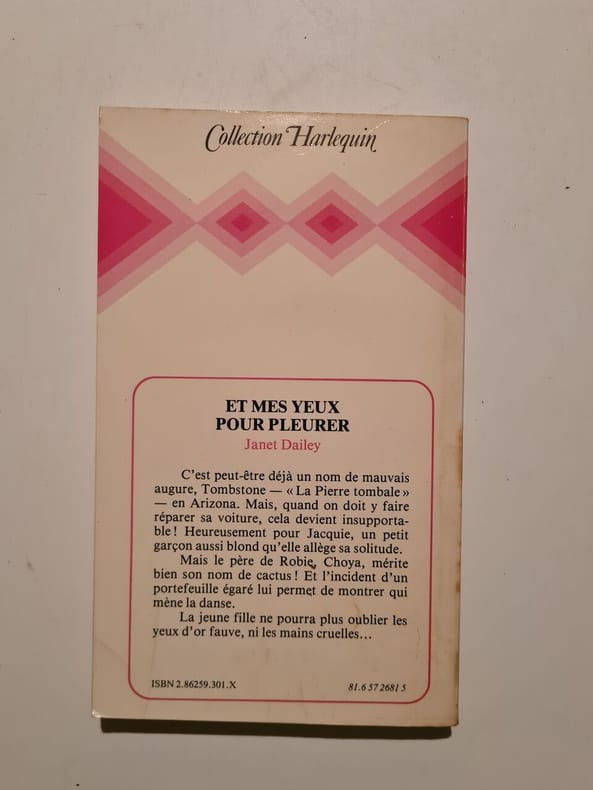 Collection Harlequin
ET MES YEUX
POUR PLEURER
Janet Dailey
C'est peut-être déjà un nom de mauvais
augure, Tombstone — « La Pierre tombale »
— en Arizona. Mais, quand on doit y faire
réparer sa voiture, cela devient insupporta-
ble ! Heureusement pour Jacquie, un petit
garçon aussi blond qu'elle allège sa solitude.
Mais le père de Robie, Choya, mérite
bien son nom de cactus ! Et l'incident d'un
portefeuille égaré lui permet de montrer qui
mène la danse.
La jeune fille ne pourra plus oublier les
yeux d'or fauve, ni les mains cruelles...
ISBN 2.86259.301.X
81.6 57 2681 5